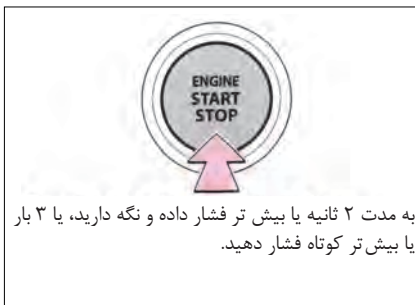 ENGINE
START
STOP
به مدت ۲ ثانیه یا بیش تر فشار داده و نگه دارید، یا ۳ بار
یا بیش تر کوتاه فشار دهید.